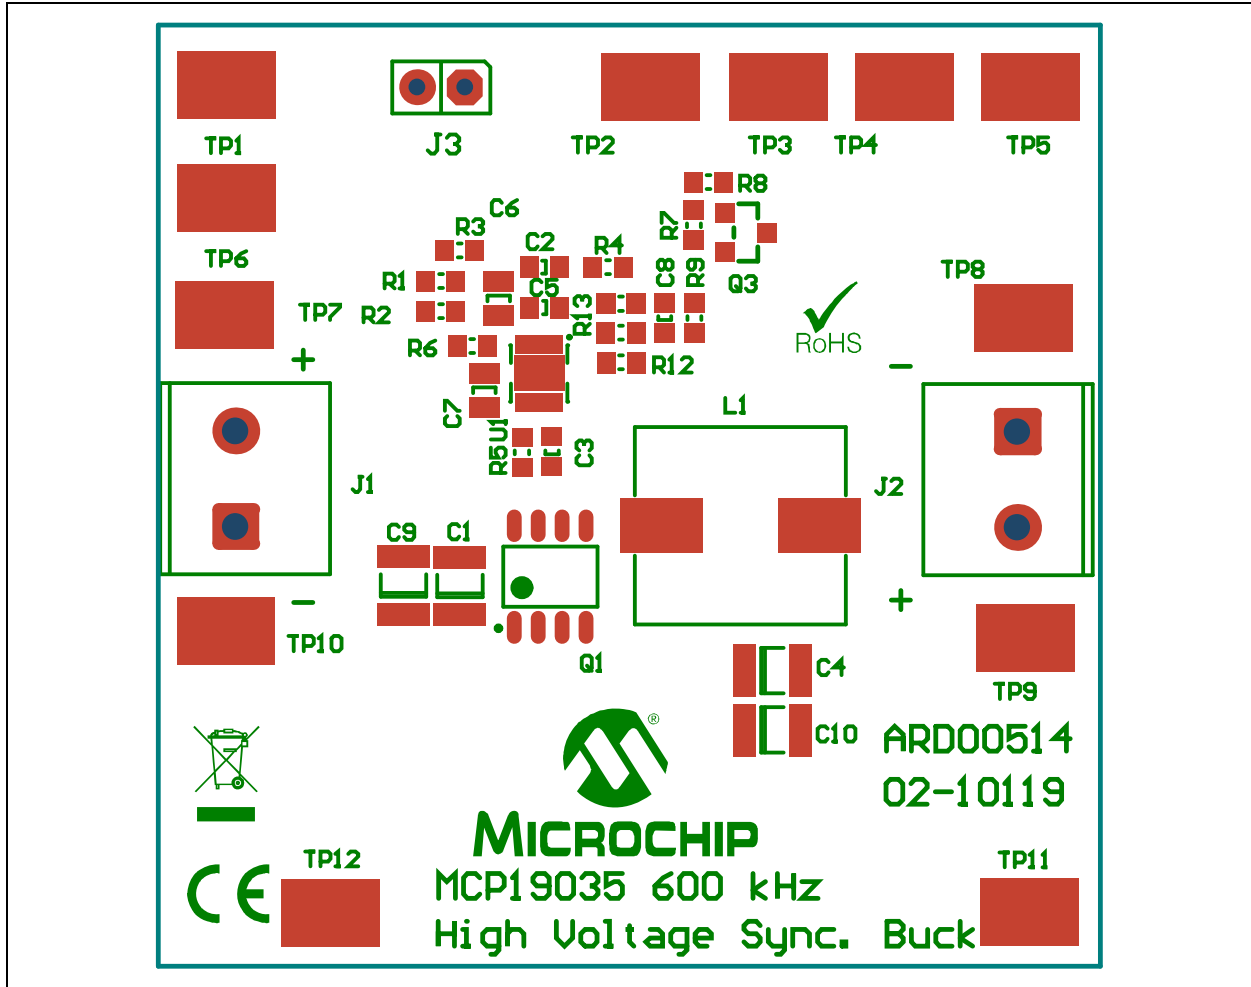 TP1
J3
TP2
TP3
TP4
TP5
R8
C6
R3
R7
TP6
C2
R4
C8
R9
Q3
TP8
R1
C5
TP7
R2
R13
RoHS
R6
R12
+
-
C7
L1
U1
R5
C3
J1
J2
C9
C1
-
+
TP10
Q1
C4
TP9
®
C10
ARD00514
02-10119
MICROCHIP
CE
TP12
TP11
MCP19035 600 kHz
High Voltage Sync. Buck